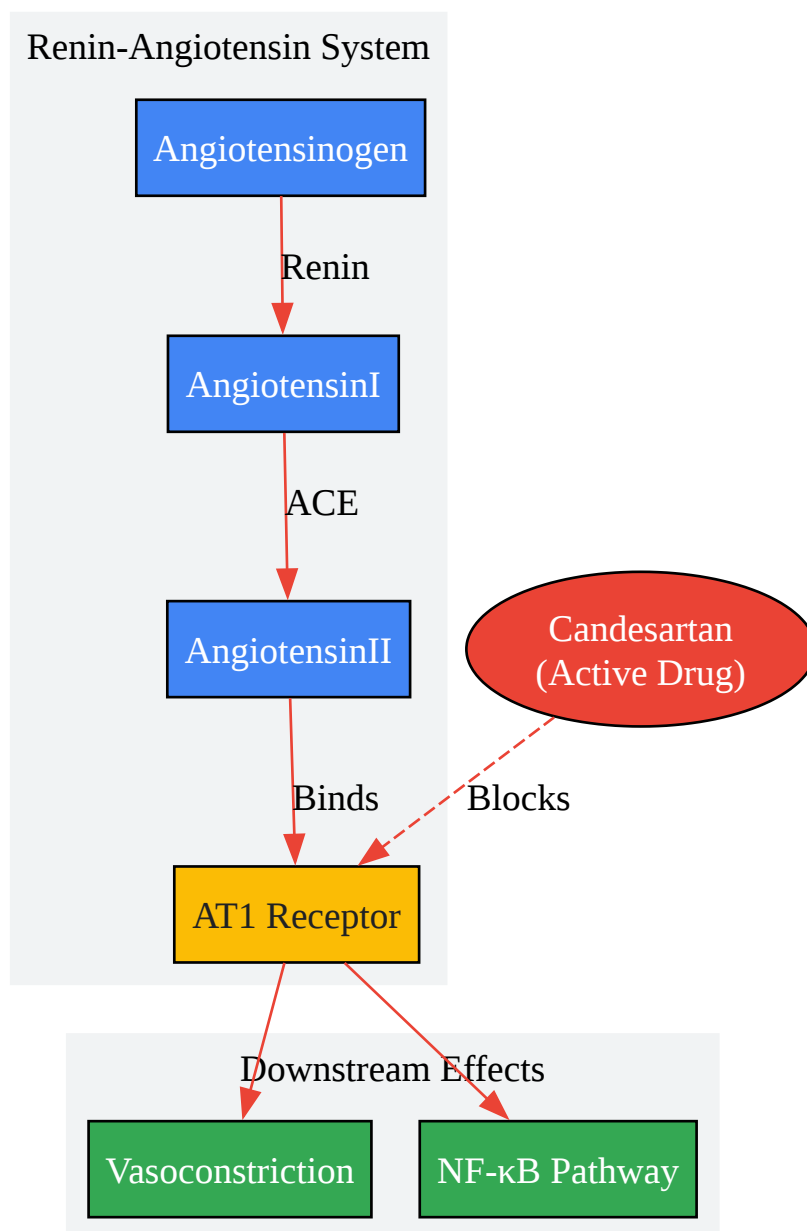 Renin-Angiotensin System
Angiotensinogen
Renin
AngiotensinI
ACE
AngiotensinII
Candesartan
(Active Drug)
Binds
Blocks
AT1 Receptor
Downstream Effects
Vasoconstriction
NF-κB Pathway